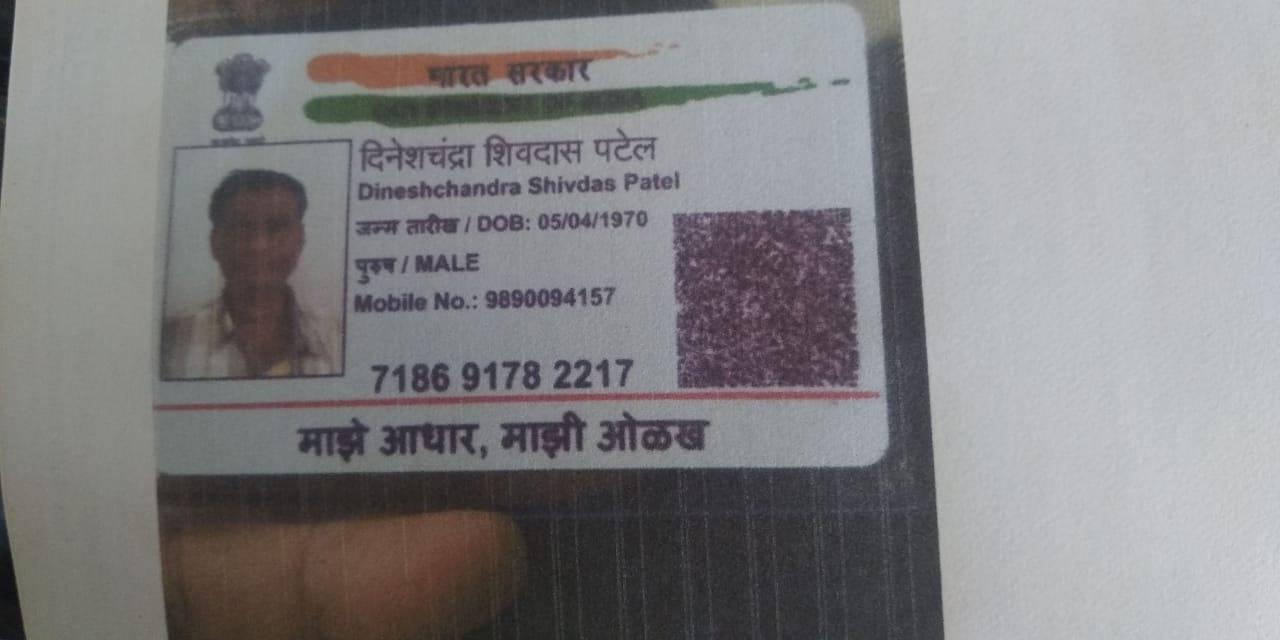 भारत सरकार
दिनेशचंद्रा शिवदास पटेल
Dineshchandra Shivdas Patel
जन्म तारीख / DOB: 05/04/1970
पुरुष / MALE
Mobile No.: 9890094157
7186 9178 2217
माझे आधार, माझी ओळख